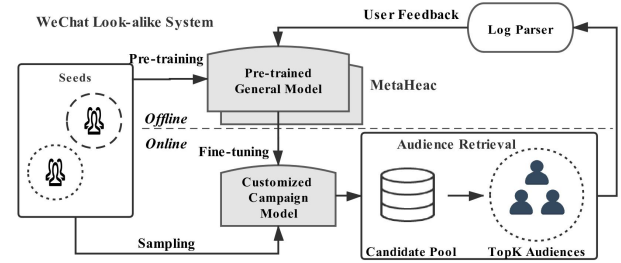 WeChat Look-alike System
User Feedback
Log Parser
Pre-training
Seeds
Pre-trained
General Model
MetaHeac
Offline
Online
Fine-tuning
Audience Retrieval
Customized
Campaign
Model
Sampling
Candidate Pool
TopK Audiences